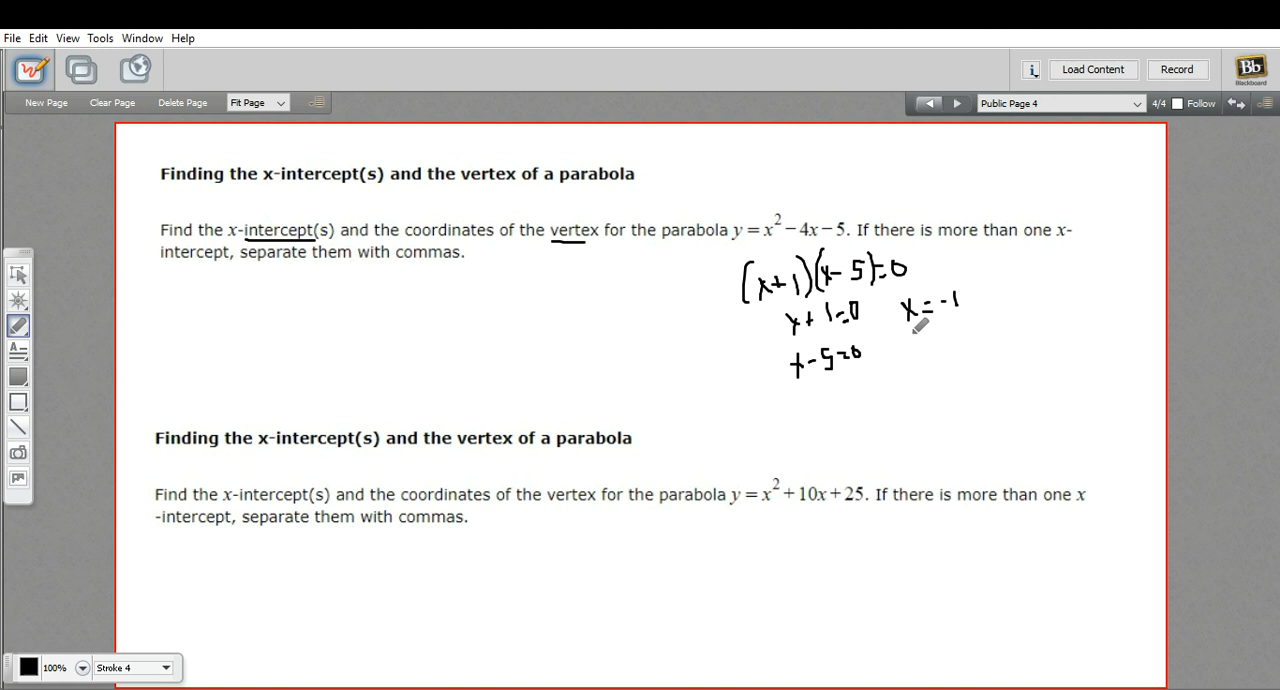 File Edit View Tools Window Help
i Load Content Record Bb
Blackboard
New Page Clear Page Delete Page Fit Page Public Page 4 4/4 Follow
Finding the x-intercept(s) and the vertex of a parabola
Find the x-intercept(s) and the coordinates of the vertex for the parabola y = x² − 4x − 5. If there is more than one x-
intercept, separate them with commas.
(x+1)(x-5)=0
x+1=0 x=-1
x-5=0
Finding the x-intercept(s) and the vertex of a parabola
Find the x-intercept(s) and the coordinates of the vertex for the parabola y = x² + 10x + 25. If there is more than one x
-intercept, separate them with commas.
100% Stroke 4